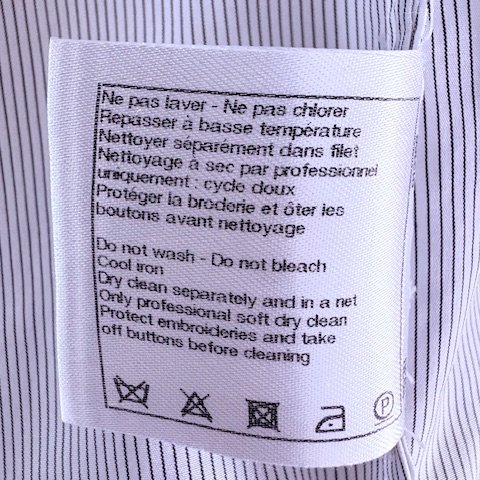 Ne pas laver - Ne pas chlorer
Repasser à basse température
Nettoyer séparément dans filet
Nettoyage à sec par professionnel
uniquement : cycle doux
Protéger la broderie et ôter les
boutons avant nettoyage
Do not wash - Do not bleach
Cool iron
Dry clean separately and in a net
Only professional soft dry clean
Protect embroideries and take
off buttons before cleaning
P